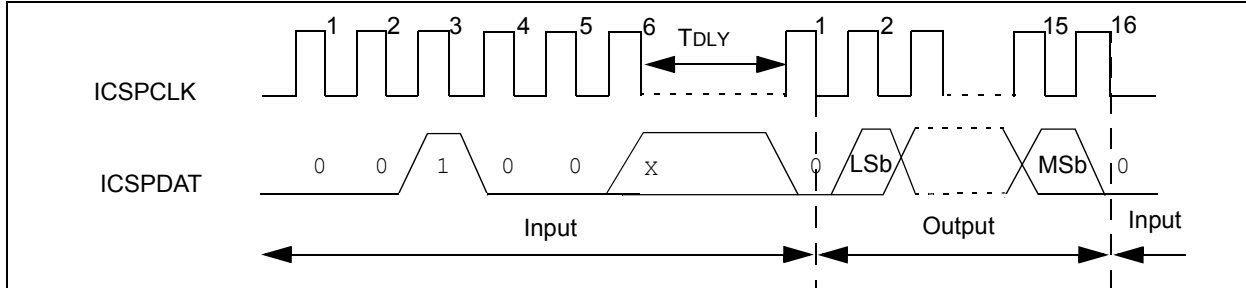 1 2 3 4 5 6 TDLY 1 2 15 16
ICSPCLK
0 0 1 0 0 X 0 LSb MSb 0
ICSPDAT
Input Output Input